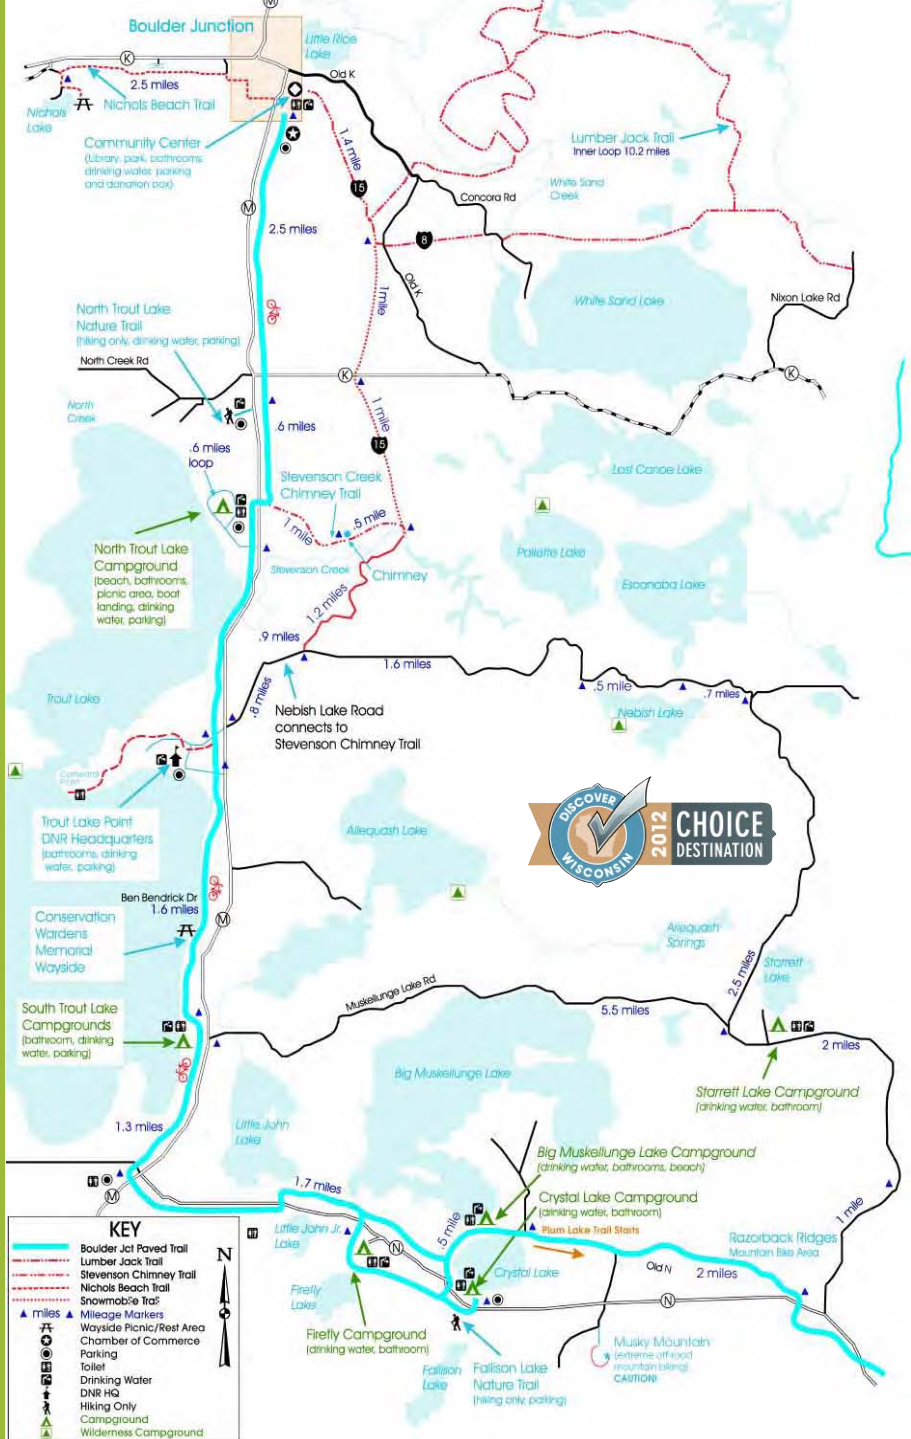 Boulder Junction
M
Little Rice
Lake
K
Old K
2.5 miles
Nichols Beach Trail
Nichols
Lake
Community Center
(Library, park, bathrooms
drinking water, parking
and donation box)
1.4 mile
15
Lumber Jack Trail
Inner Loop 10.2 miles
White Sand
Creek
Concora Rd
M
2.5 miles
8
Old K
1mile
White Sand Lake
Nixon Lake Rd
North Trout Lake
Nature Trail
(hiking only, drinking water, parking)
North Creek Rd
K
K
North
Creek
.6 miles
1 mile
15
.6 miles
loop
Stevenson Creek
Chimney Trail
Lost Canoe Lake
1 mile
.5 mile
North Trout Lake
Campground
(beach, bathrooms,
picnic area, boat
landing, drinking
water, parking)
Stevenson Creek
Chimney
Pallette Lake
Escanaba Lake
1.2 miles
.9 miles
1.6 miles
Trout Lake
.8 miles
Nebish Lake Road
connects to
Stevenson Chimney Trail
.5 mile
.7 miles
Nebish Lake
Trout Lake Point
DNR Headquarters
(bathrooms, drinking
water, parking)
Allequash Lake
DISCOVER
WISCONSIN
2012
CHOICE
DESTINATION
Ben Bendrick Dr
1.6 miles
M
Conservation
Wardens
Memorial
Wayside
Allequash
Springs
Starrett
Lake
2.5 miles
Muskellunge Lake Rd
5.5 miles
South Trout Lake
Campgrounds
(bathroom, drinking
water, parking)
2 miles
Big Muskellunge Lake
Starrett Lake Campground
(drinking water, bathroom)
1.3 miles
Little John
Lake
Big Muskellunge Lake Campground
(drinking water, bathrooms, beach)
1.7 miles
M
Crystal Lake Campground
(drinking water, bathroom)
.5 mile
Plum Lake Trail Starts
1 mile
Little John Jr.
Lake
N
Razorback Ridges
Mountain Bike Area
Crystal Lake
Old N
2 miles
Firefly
Lake
N
Firefly Campground
(drinking water, bathroom)
Fallison
Lake
Fallison Lake
Nature Trail
(hiking only, parking)
Musky Mountain
(extreme off-road
mountain biking)
CAUTION!
KEY
N
Boulder Jct Paved Trail
Lumber Jack Trail
Stevenson Chimney Trail
Nichols Beach Trail
Snowmobile Trails
miles Mileage Markers
Wayside Picnic/Rest Area
Chamber of Commerce
Parking
Toilet
Drinking Water
DNR HQ
Hiking Only
Campground
Wilderness Campground